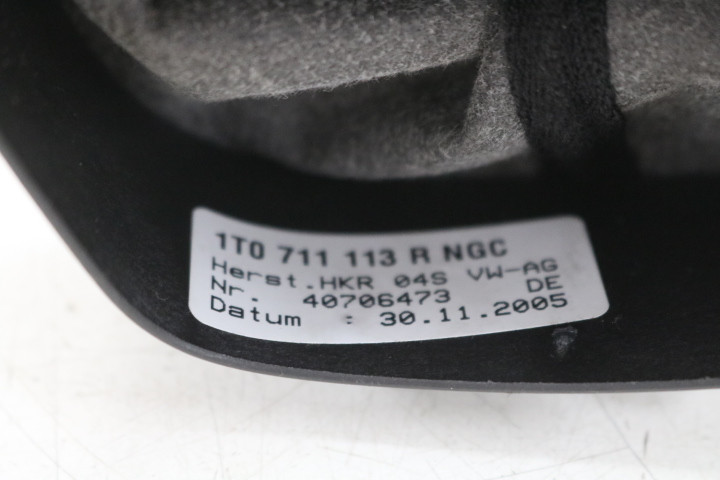 1T0 711 113 R NGC
Herst.HKR 04S VW-AG
Nr. 40706473 DE
Datum : 30.11.2005